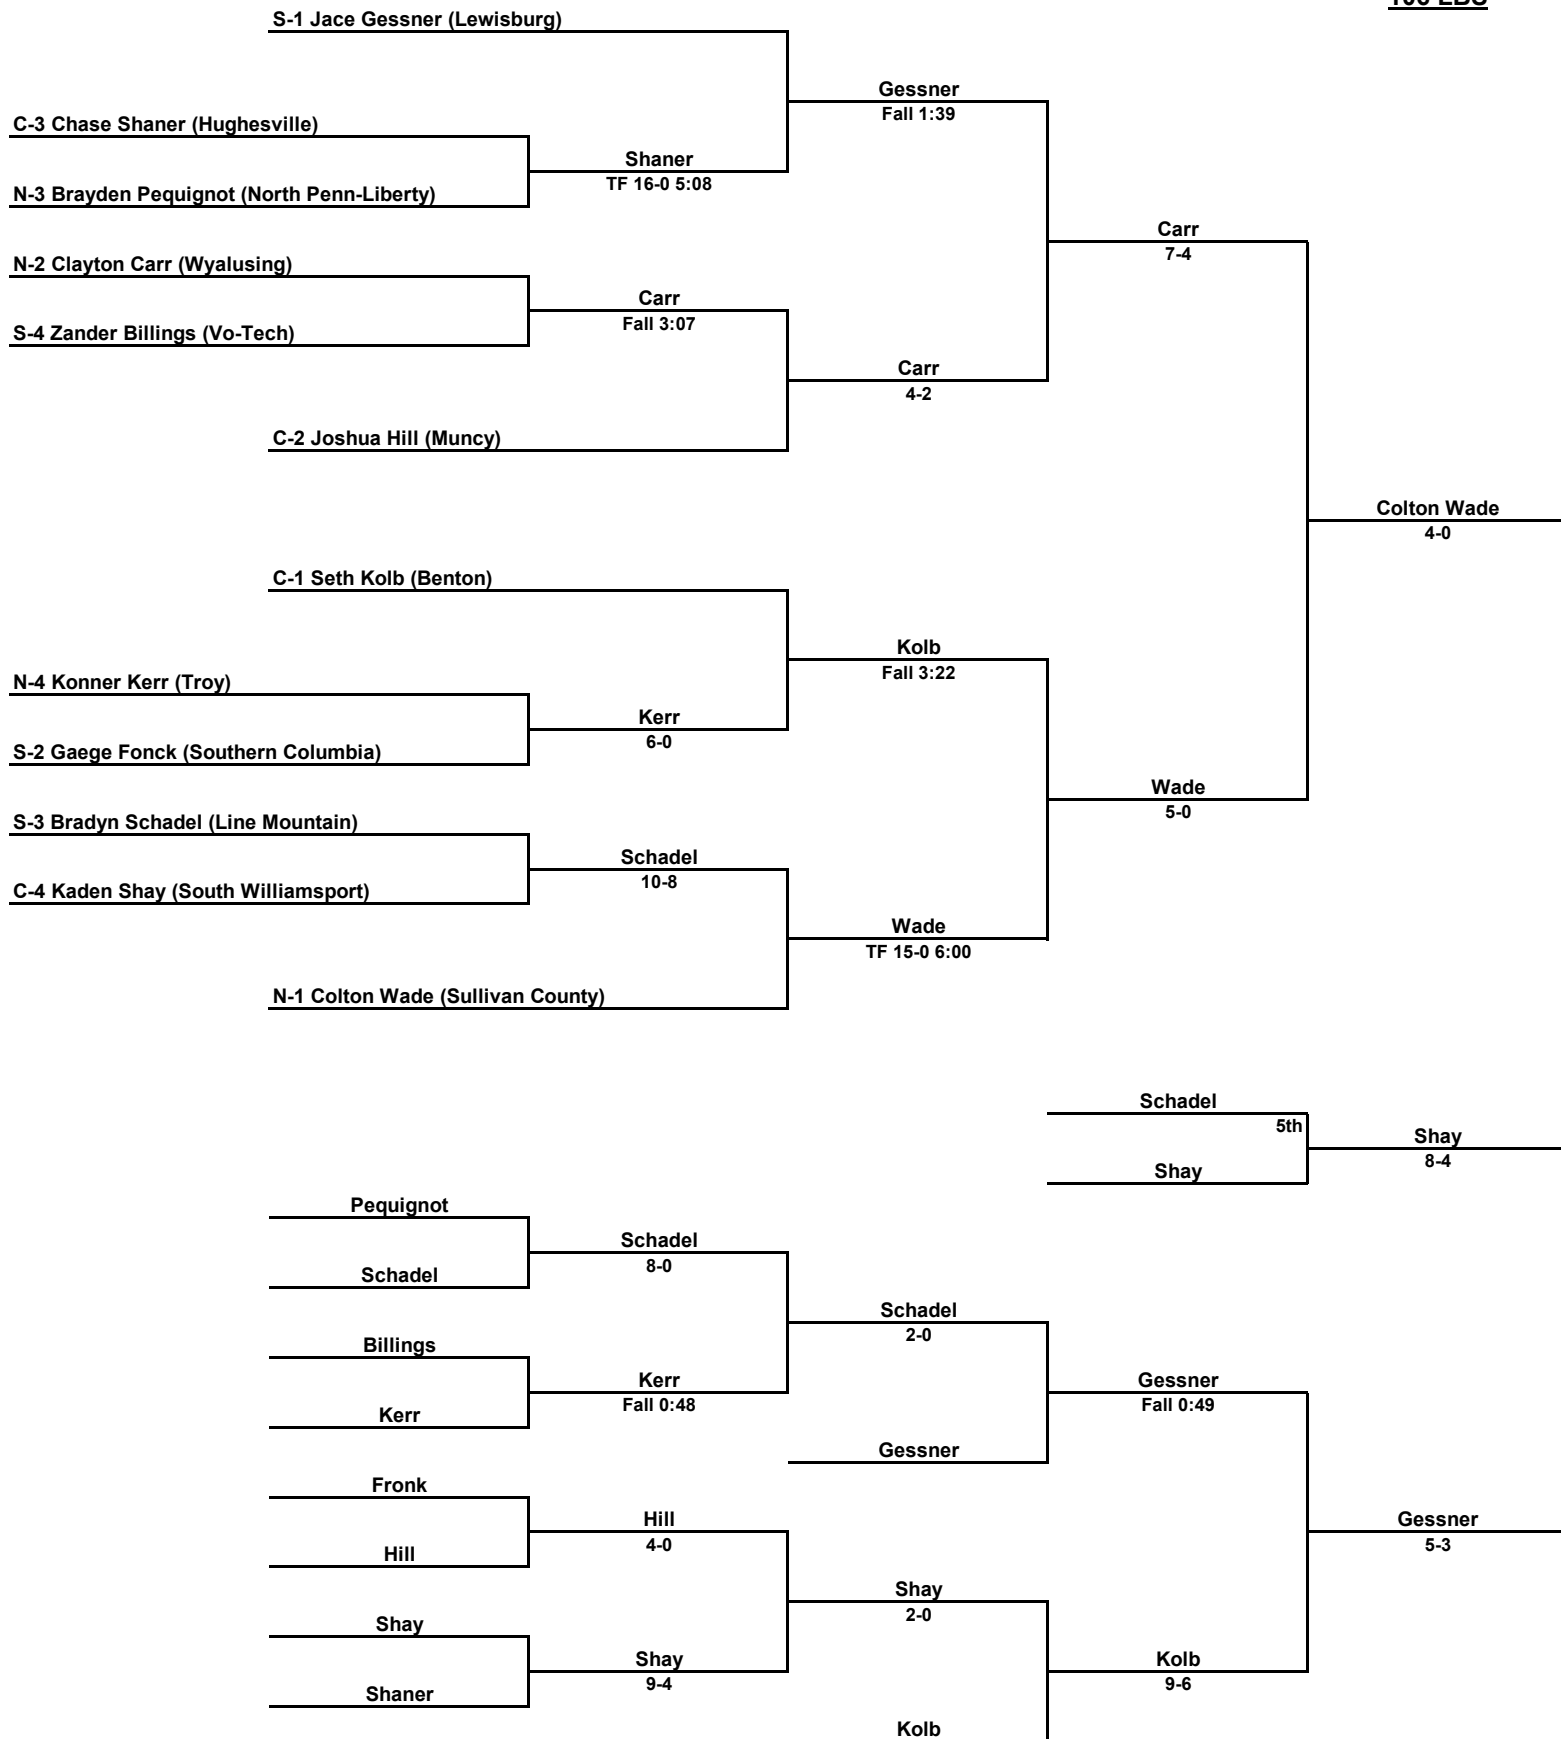 S-1 Jace Gessner (Lewisburg)
Gessner
Fall 1:39
C-3 Chase Shaner (Hughesville)
Shaner
TF 16-0 5:08
N-3 Brayden Pequignot (North Penn-Liberty)
Carr
7-4
N-2 Clayton Carr (Wyalusing)
Carr
Fall 3:07
S-4 Zander Billings (Vo-Tech)
Carr
4-2
C-2 Joshua Hill (Muncy)
Colton Wade
4-0
C-1 Seth Kolb (Benton)
Kolb
Fall 3:22
N-4 Konner Kerr (Troy)
Kerr
6-0
S-2 Gaege Fonck (Southern Columbia)
Wade
5-0
S-3 Bradyn Schadel (Line Mountain)
Schadel
10-8
C-4 Kaden Shay (South Williamsport)
Wade
TF 15-0 6:00
N-1 Colton Wade (Sullivan County)
Schadel
5th
Shay
8-4
Shay
Pequignot
Schadel
8-0
Schadel
Schadel
2-0
Billings
Kerr
Fall 0:48
Gessner
Fall 0:49
Kerr
Gessner
Fronk
Hill
4-0
Gessner
5-3
Hill
Shay
2-0
Shay
Shay
9-4
Kolb
9-6
Shaner
Kolb